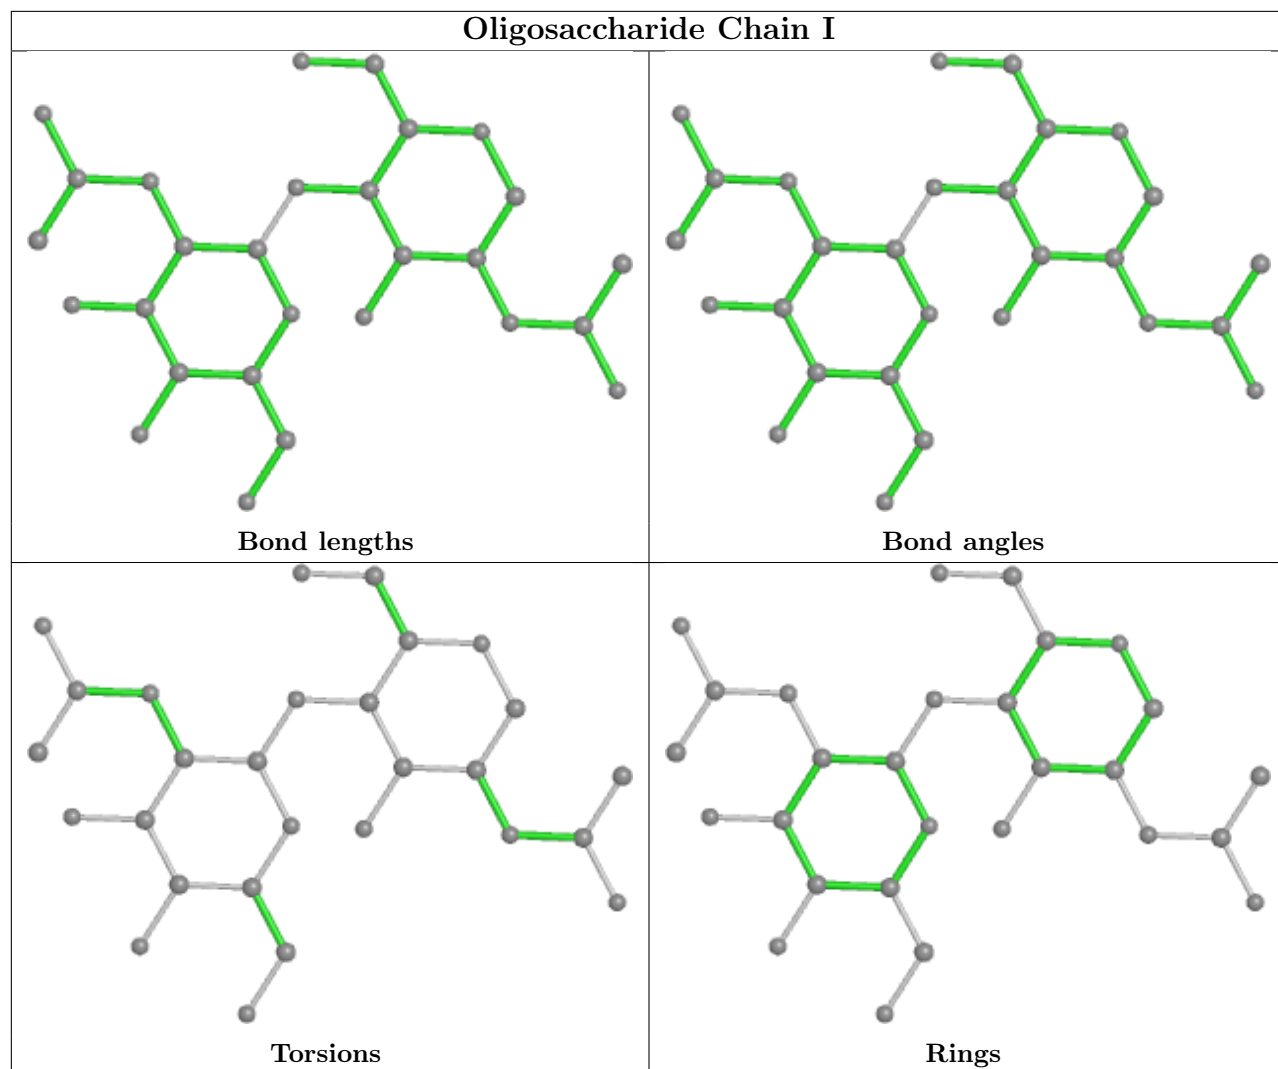 Oligosaccharide Chain I
Bond lengths
Bond angles
Torsions
Rings